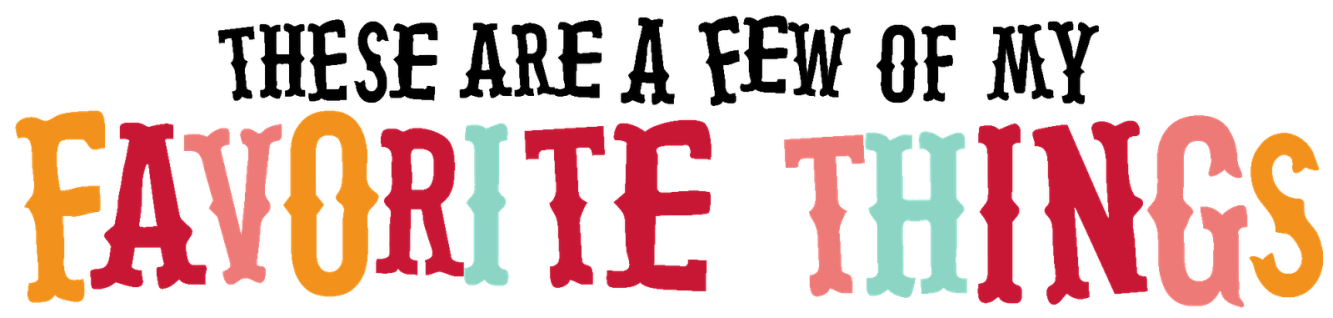 THESE ARE A FEW OF MY
FAVORITE THINGS